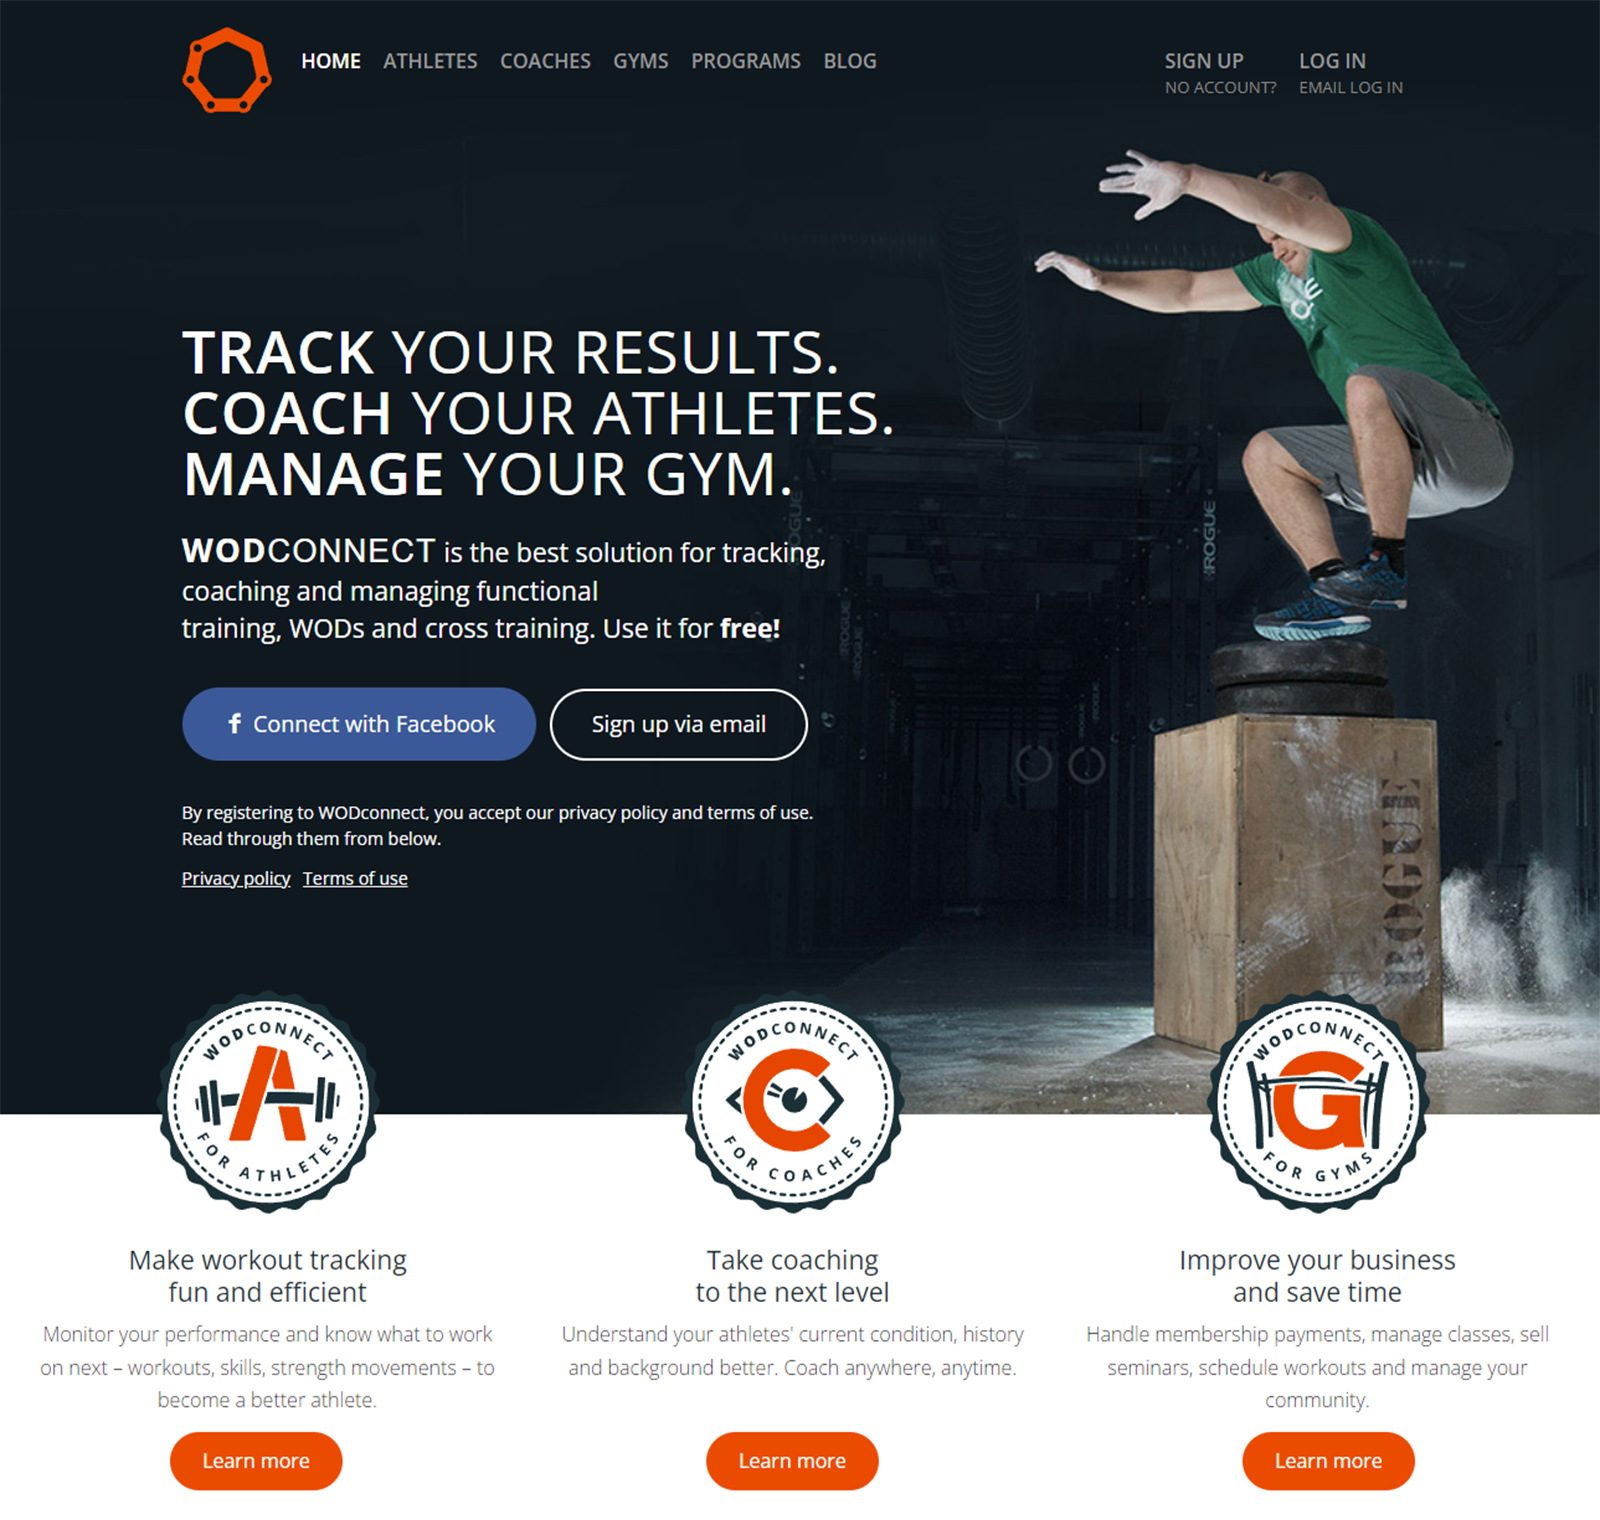 HOME ATHLETES COACHES GYMS PROGRAMS BLOG
SIGN UP LOG IN
NO ACCOUNT? EMAIL LOG IN
TRACK YOUR RESULTS.
COACH YOUR ATHLETES.
MANAGE YOUR GYM.
WODCONNECT is the best solution for tracking,
coaching and managing functional
training, WODs and cross training. Use it for free!
f Connect with Facebook
Sign up via email
By registering to WODconnect, you accept our privacy policy and terms of use.
Read through them from below.
Privacy policy Terms of use
ROGUE
ROGUE
ROGUE
ROGUE
ROGUE
ROGUE
WODCONNECT
A
FOR ATHLETES
WODCONNECT
C
FOR COACHES
WODCONNECT
G
FOR GYMS
Make workout tracking
fun and efficient
Monitor your performance and know what to work
on next – workouts, skills, strength movements – to
become a better athlete.
Learn more
Take coaching
to the next level
Understand your athletes' current condition, history
and background better. Coach anywhere, anytime.
Learn more
Improve your business
and save time
Handle membership payments, manage classes, sell
seminars, schedule workouts and manage your
community.
Learn more